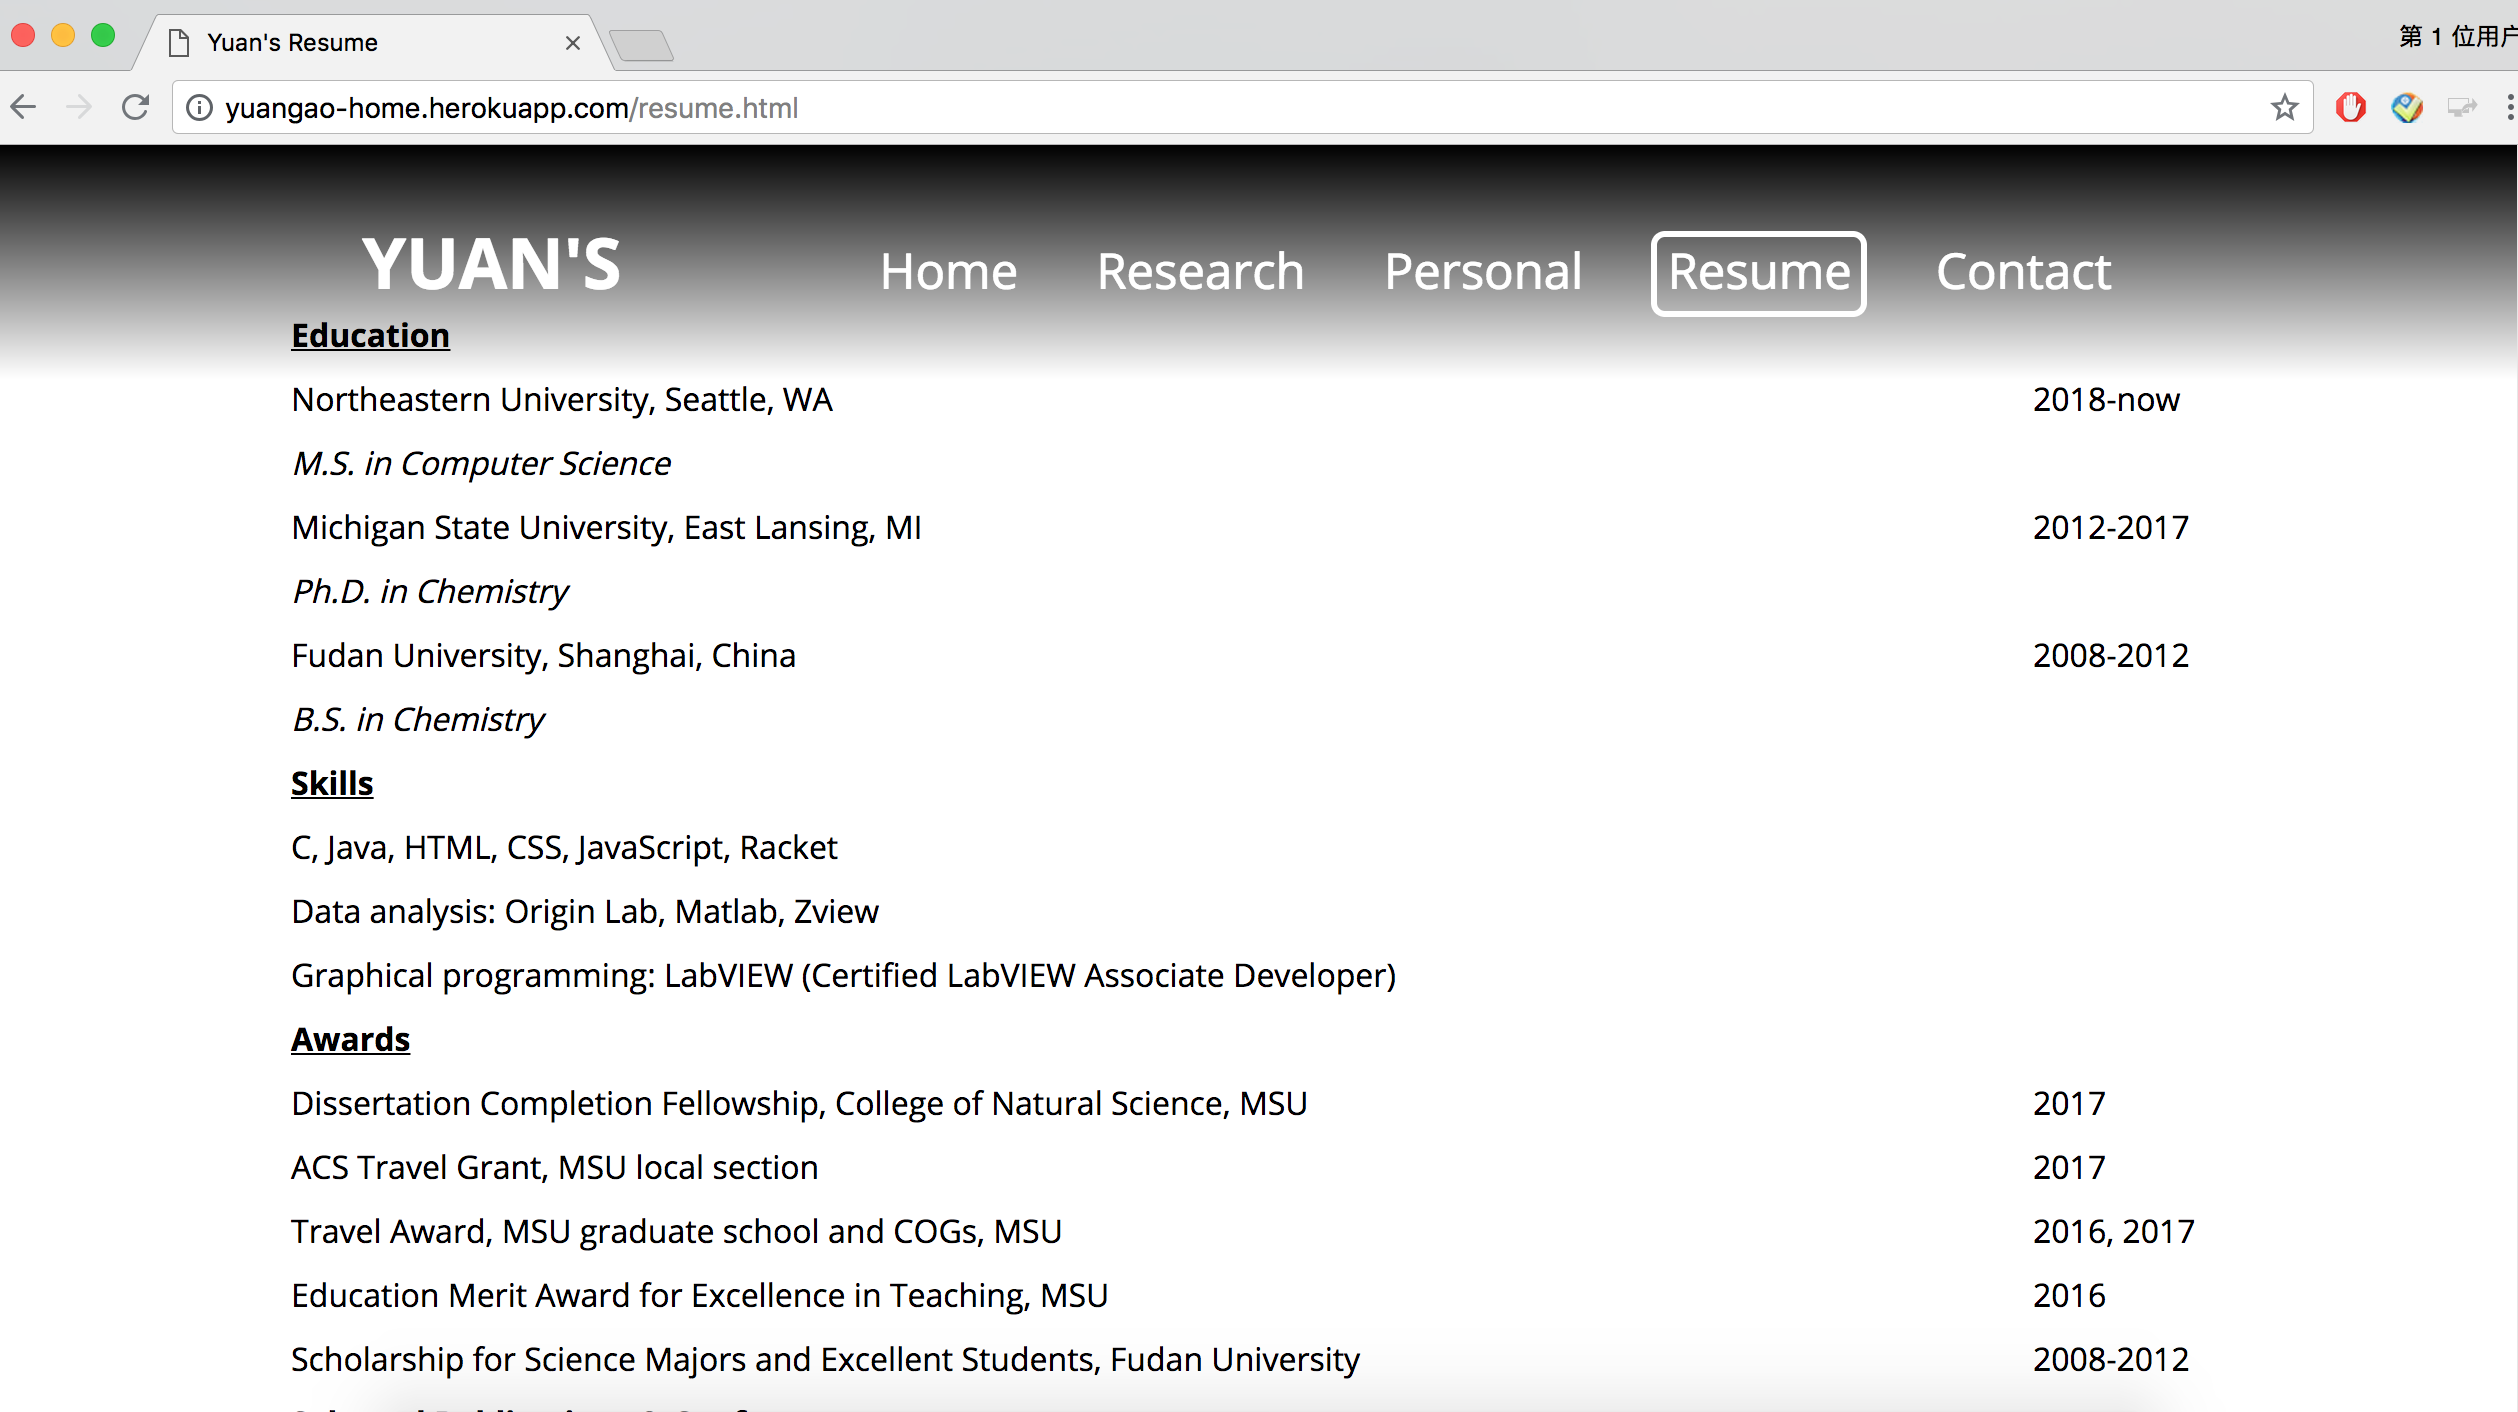 Yuan's Resume
第 1 位用户
yuangao-home.herokuapp.com/resume.html
YUAN'S Home Research Personal Resume Contact
Education
Northeastern University, Seattle, WA 2018-now
M.S. in Computer Science
Michigan State University, East Lansing, MI 2012-2017
Ph.D. in Chemistry
Fudan University, Shanghai, China 2008-2012
B.S. in Chemistry
Skills
C, Java, HTML, CSS, JavaScript, Racket
Data analysis: Origin Lab, Matlab, Zview
Graphical programming: LabVIEW (Certified LabVIEW Associate Developer)
Awards
Dissertation Completion Fellowship, College of Natural Science, MSU 2017
ACS Travel Grant, MSU local section 2017
Travel Award, MSU graduate school and COGs, MSU 2016, 2017
Education Merit Award for Excellence in Teaching, MSU 2016
Scholarship for Science Majors and Excellent Students, Fudan University 2008-2012